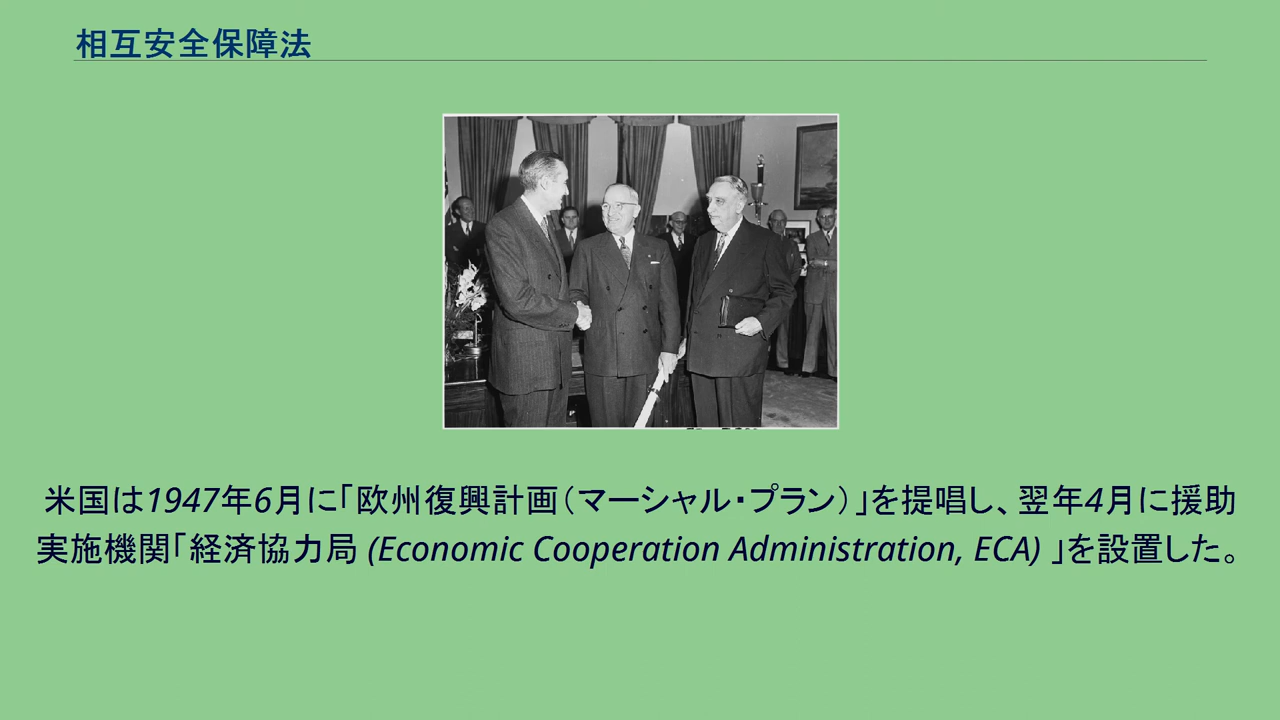 相互安全保障法
米国は1947年6月に「欧州復興計画（マーシャル・プラン）」を提唱し、翌年4月に援助
実施機関「経済協力局 (Economic Cooperation Administration, ECA) 」を設置した。